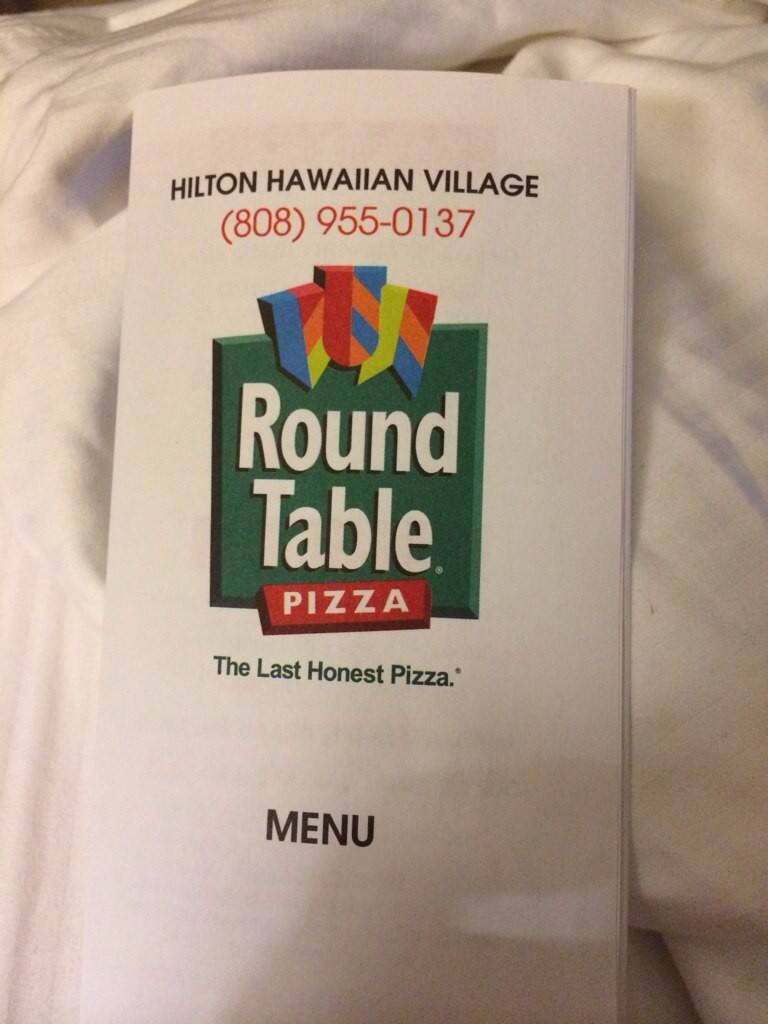 HILTON HAWAIIAN VILLAGE
(808) 955-0137
Round
Table®
PIZZA
The Last Honest Pizza.®
MENU